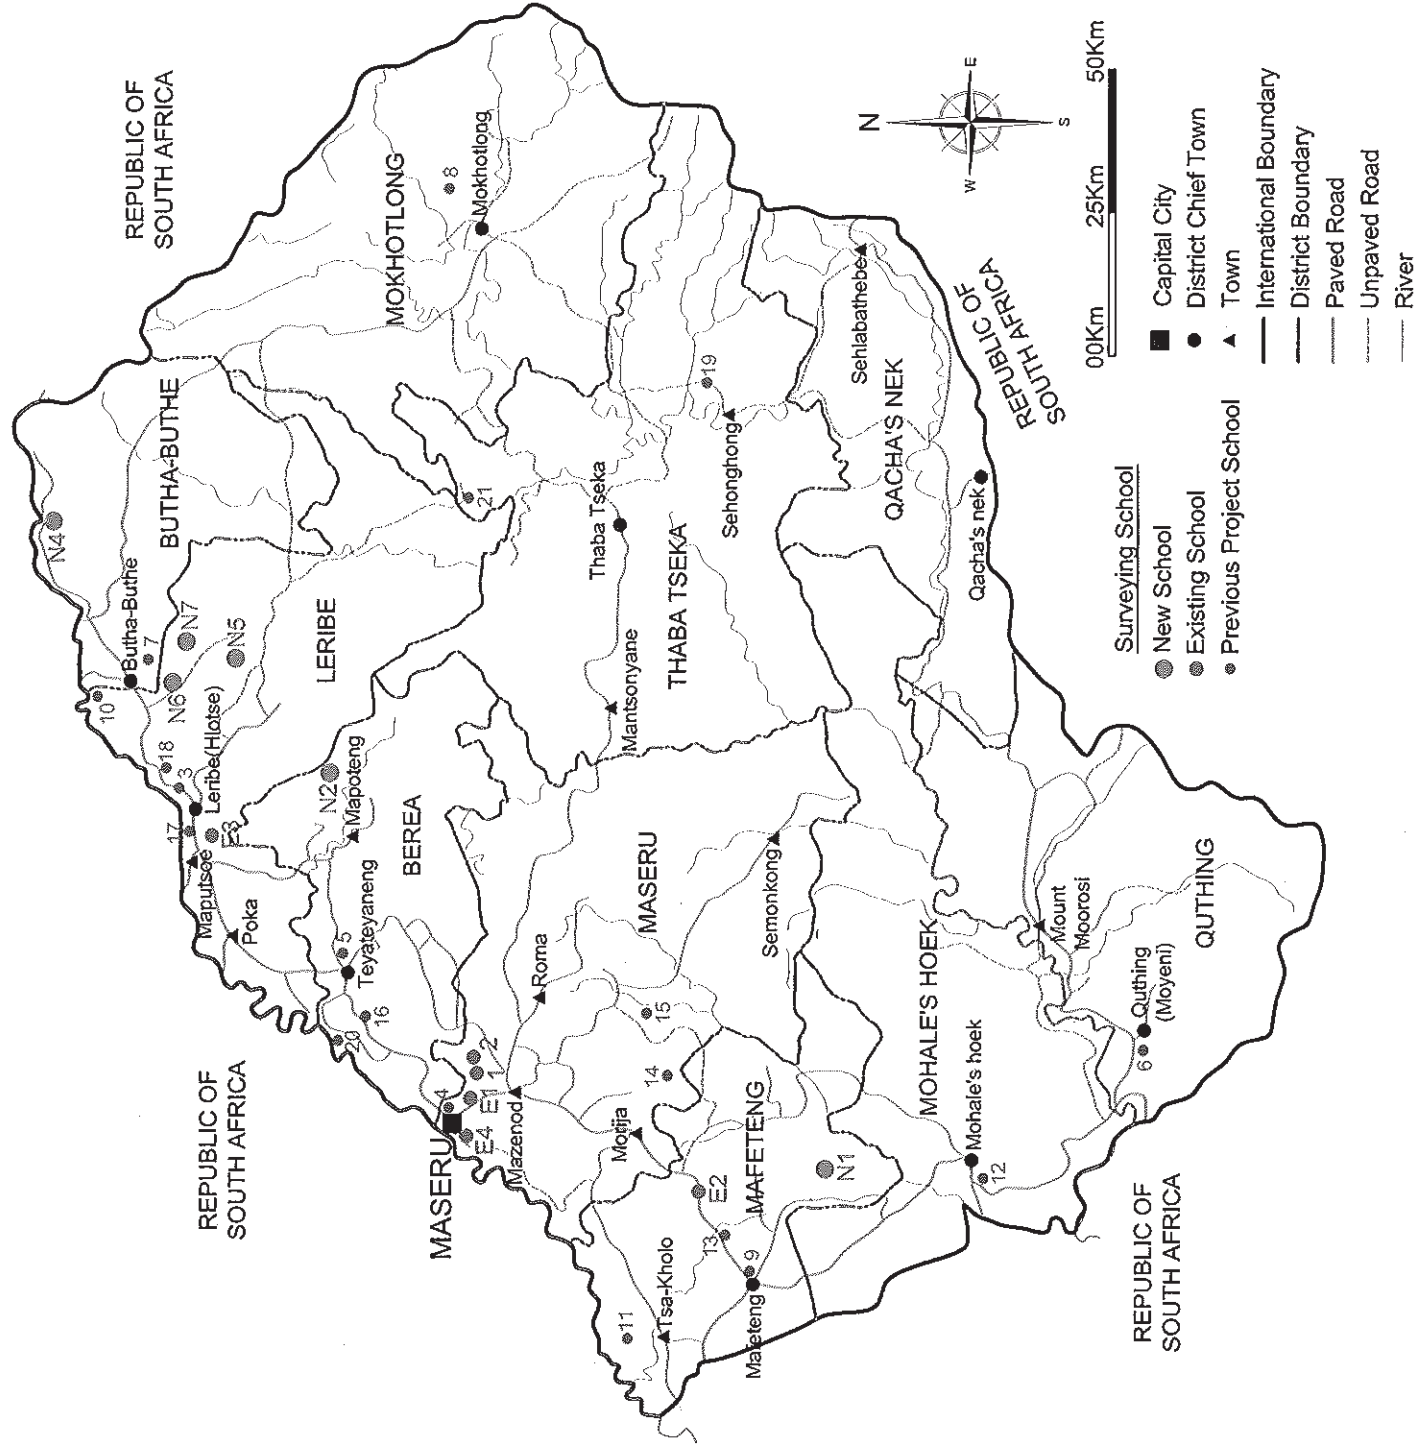 REPUBLIC OF
SOUTH AFRICA
N4
BUTHA-BUTHE
Butha-Buthe
7
10
N7
N6
N5
18
3
Leribe(Hlotse)
17
E3
Maputsoe
LERIBE
MOKHOTLONG
8
Mokhotlong
N2
Mapoteng
Poka
BEREA
5
Teyateyaneng
16
20
21
Thaba Tseka
THABA TSEKA
Mantsonyane
19
Sehonghong
Sehlabathebe
QACHA'S NEK
Qacha's nek
REPUBLIC OF
SOUTH AFRICA
REPUBLIC OF
SOUTH AFRICA
MASERU
4
2
1
E1
E4
Mazenod
Roma
MASERU
Semonkong
15
14
Morija
E2
MAFETENG
N1
13
9
Mafeteng
11
Tsa-Kholo
MOHALE'S HOEK
Mohale's hoek
12
Mount
Moorosi
QUTHING
Quthing
(Moyeni)
6
REPUBLIC OF
SOUTH AFRICA
N
E
S
W
00Km
25Km
50Km
Surveying School
New School
Existing School
Previous Project School
Capital City
District Chief Town
Town
International Boundary
District Boundary
Paved Road
Unpaved Road
River